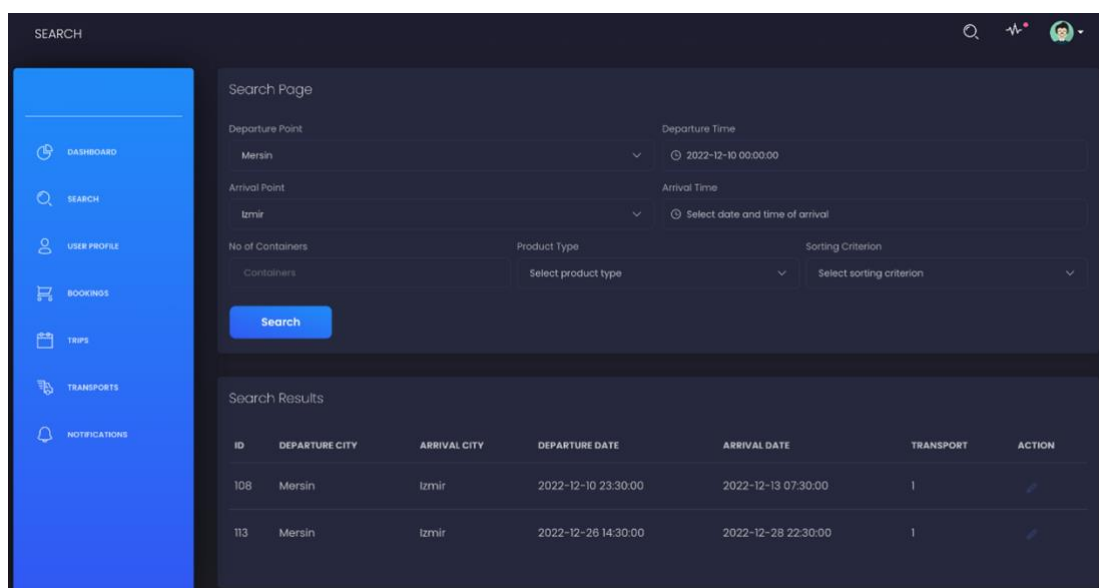 SEARCH
DASHBOARD
SEARCH
USER PROFILE
BOOKINGS
TRIPS
TRANSPORTS
NOTIFICATIONS
Search Page
Departure Point
Departure Time
Mersin
2022-12-10 00:00:00
Arrival Point
Arrival Time
Izmir
Select date and time of arrival
No of Containers
Product Type
Sorting Criterion
Containers
Select product type
Select sorting criterion
Search
Search Results
ID DEPARTURE CITY ARRIVAL CITY DEPARTURE DATE ARRIVAL DATE TRANSPORT ACTION
108 Mersin Izmir 2022-12-10 23:30:00 2022-12-13 07:30:00 1
113 Mersin Izmir 2022-12-26 14:30:00 2022-12-28 22:30:00 1